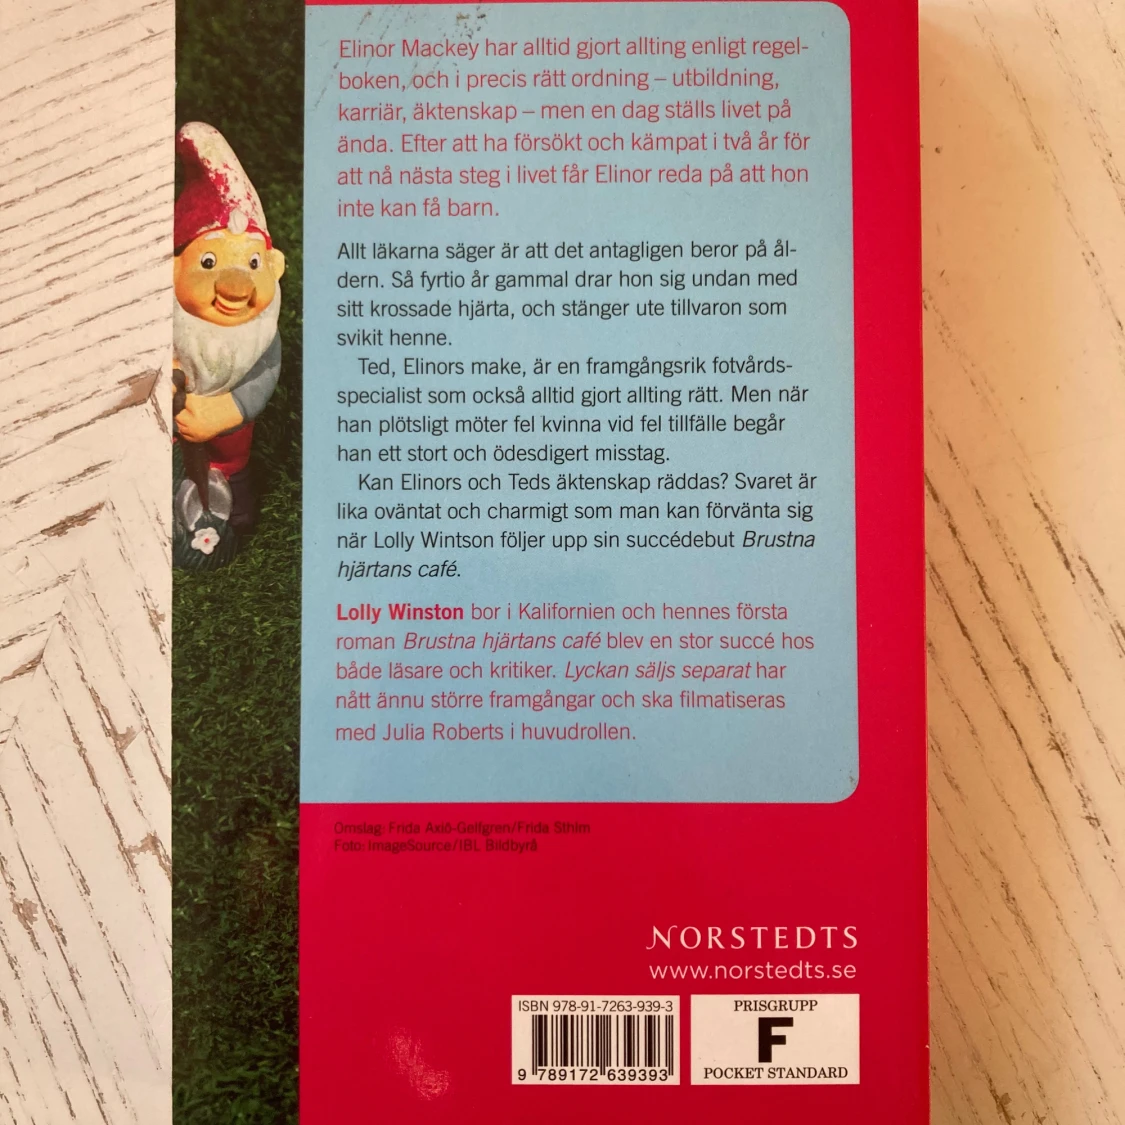 Elinor Mackey har alltid gjort allting enligt regel-
boken, och i precis rätt ordning – utbildning,
karriär, äktenskap – men en dag ställs livet på
ända. Efter att ha försökt och kämpat i två år för
att nå nästa steg i livet får Elinor reda på att hon
inte kan få barn.
Allt läkarna säger är att det antagligen beror på ål-
dern. Så fyrtio år gammal drar hon sig undan med
sitt krossade hjärta, och stänger ute tillvaron som
svikit henne.
Ted, Elinors make, är en framgångsrik fotvårds-
specialist som också alltid gjort allting rätt. Men när
han plötsligt möter fel kvinna vid fel tillfälle begår
han ett stort och ödesdigert misstag.
Kan Elinors och Teds äktenskap räddas? Svaret är
lika oväntat och charmigt som man kan förvänta sig
när Lolly Wintson följer upp sin succédebut Brustna
hjärtans café.
Lolly Winston bor i Kalifornien och hennes första
roman Brustna hjärtans café blev en stor succé hos
både läsare och kritiker. Lyckan säljs separat har
nått ännu större framgångar och ska filmatiseras
med Julia Roberts i huvudrollen.
Omslag: Frida Axiö-Gelfgren/Frida Sthlm
Foto: ImageSource/IBL Bildbyrå
NORSTEDTS
www.norstedts.se
ISBN 978-91-7263-939-3
9 789172 639393
PRISGRUPP
F
POCKET STANDARD